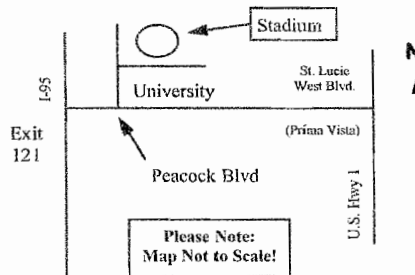 Stadium
I-95
University
St. Lucie
West Blvd.
Exit
121
(Prima Vista)
Peacock Blvd
U.S. Hwy 1
Please Note:
Map Not to Scale!